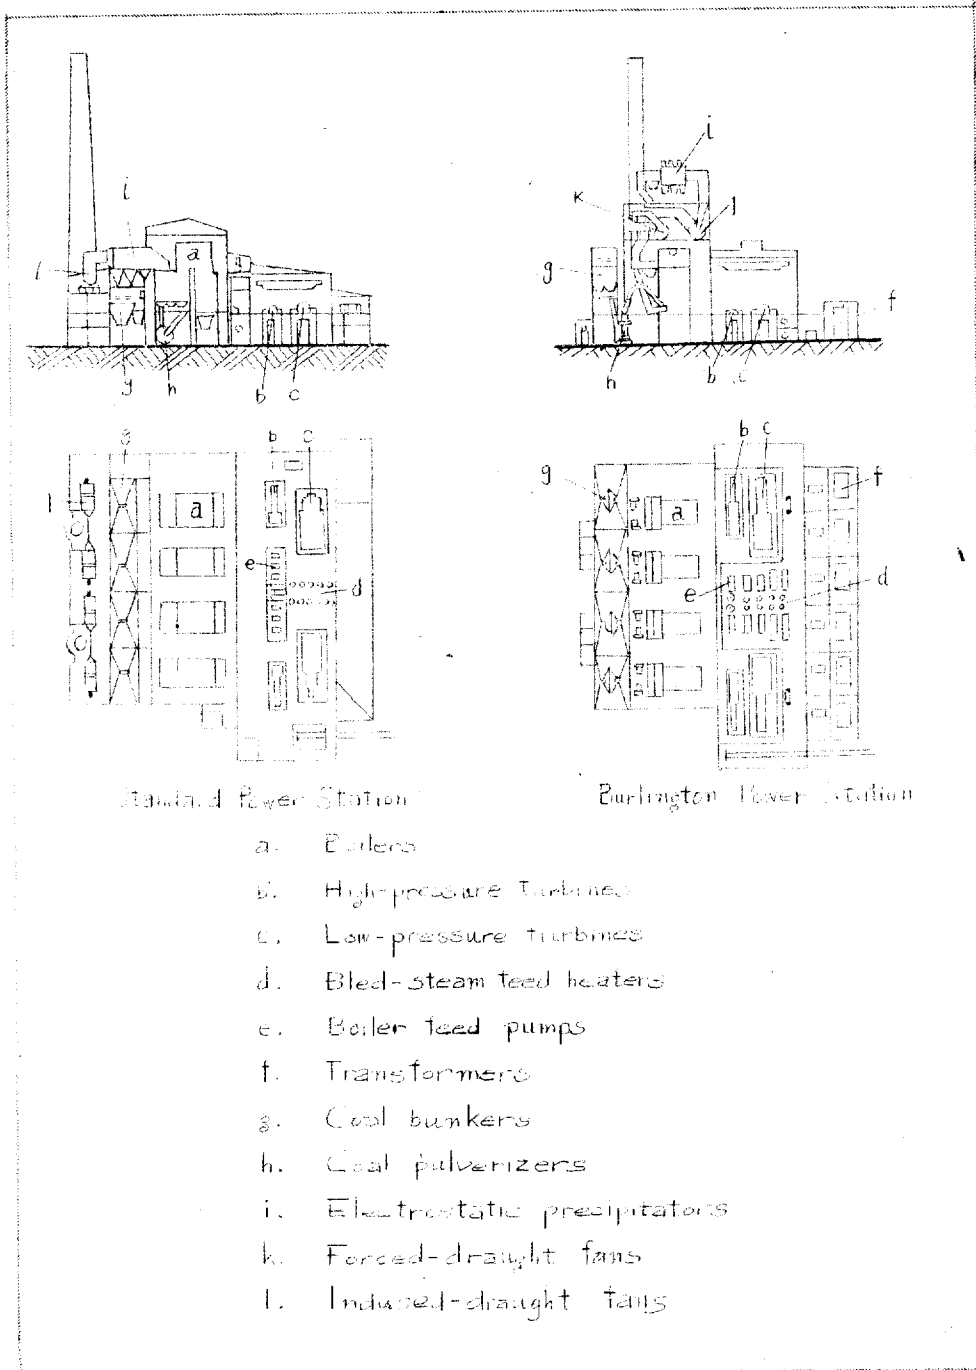 i
l
a
g
h
b
c
i
k
l
g
f
h
b
c
g
b
c
l
a
e
d
b
c
g
a
f
e
d
Standard Power Station
Burlington Power Station
a. Boilers
b. High-pressure turbines
c. Low-pressure turbines
d. Bled-steam feed heaters
e. Boiler feed pumps
f. Transformers
g. Coal bunkers
h. Coal pulverizers
i. Electrostatic precipitators
k. Forced-draught fans
l. Induced-draught fans